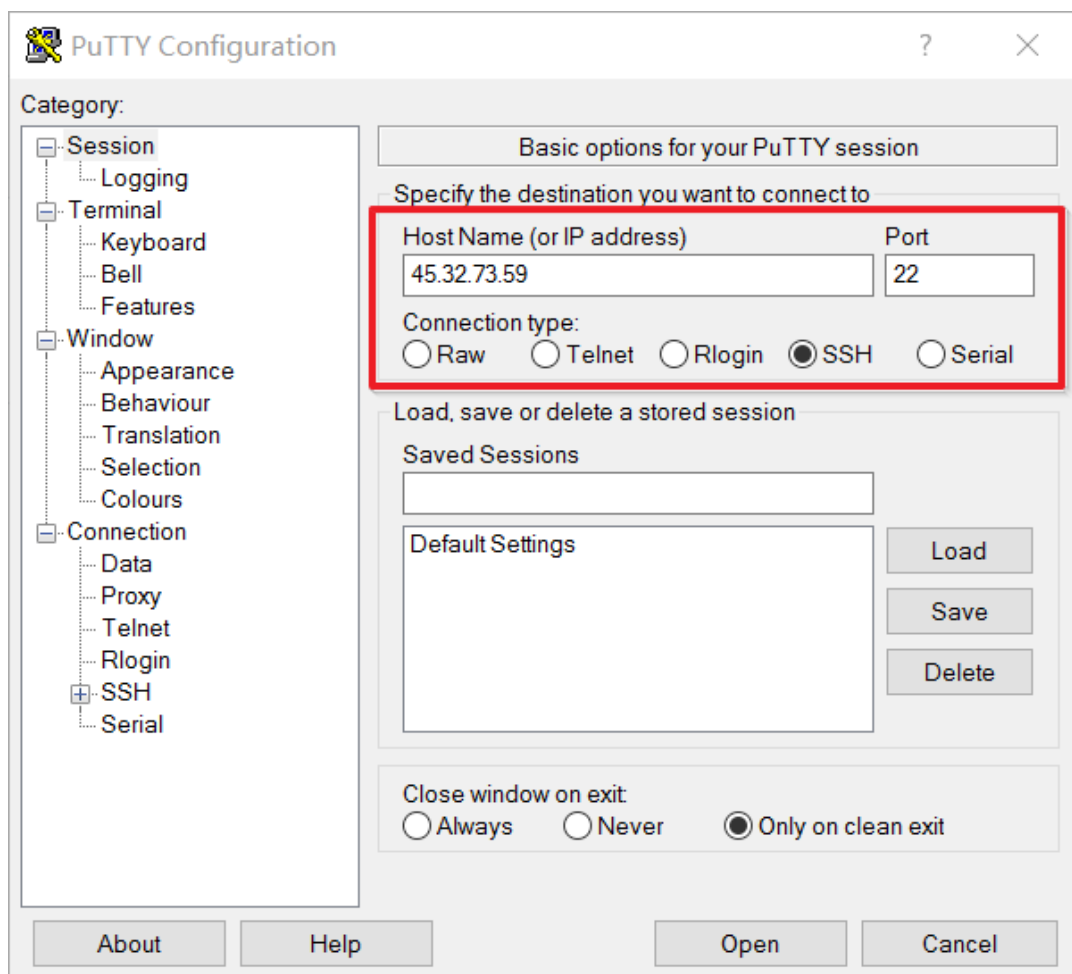 PuTTY Configuration
Category:
Session
Logging
Terminal
Keyboard
Bell
Features
Window
Appearance
Behaviour
Translation
Selection
Colours
Connection
Data
Proxy
Telnet
Rlogin
SSH
Serial
Basic options for your PuTTY session
Specify the destination you want to connect to
Host Name (or IP address) Port
45.32.73.59 22
Connection type:
Raw Telnet Rlogin SSH Serial
Load, save or delete a stored session
Saved Sessions
Default Settings
Load
Save
Delete
Close window on exit:
Always Never Only on clean exit
About Help Open Cancel